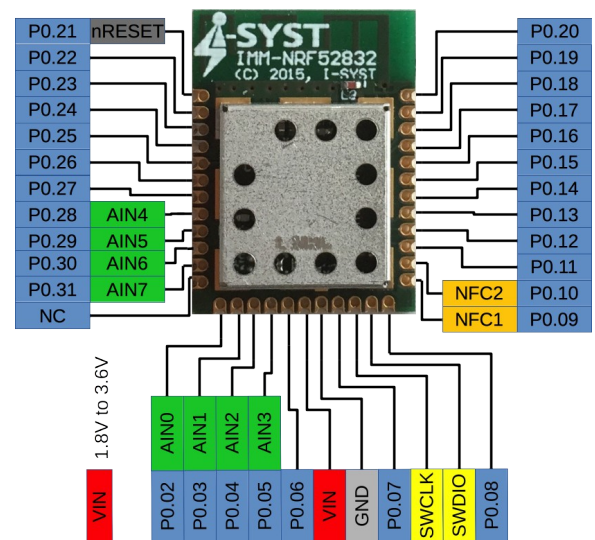 P0.21 nRESET
P0.22
P0.23
P0.24
P0.25
P0.26
P0.27
P0.28 AIN4
P0.29 AIN5
P0.30 AIN6
P0.31 AIN7
NC
i-SYST
IMM-NRF52832
(C) 2015, I-SYST
L3
P0.20
P0.19
P0.18
P0.17
P0.16
P0.15
P0.14
P0.13
P0.12
P0.11
NFC2 P0.10
NFC1 P0.09
1.8V to 3.6V
VIN
AIN0
AIN1
AIN2
AIN3
P0.02
P0.03
P0.04
P0.05
P0.06
VIN
GND
P0.07
SWCLK
SWDIO
P0.08